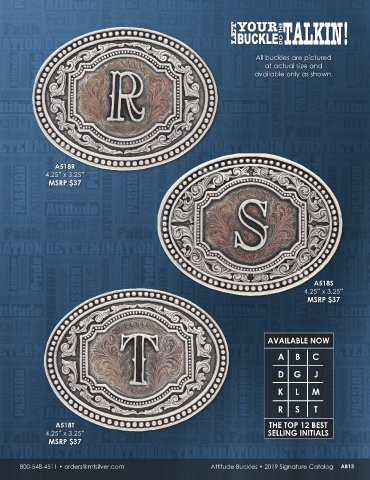 LET YOUR BUCKLE DO THE TALKIN!
All buckles are pictured
at actual size and
available only as shown.
R
A518R
4.25" x 3.25"
MSRP $37
S
A518S
4.25" x 3.25"
MSRP $37
T
A518T
4.25" x 3.25"
MSRP $37
AVAILABLE NOW
A B C
D G J
K L M
R S T
THE TOP 12 BEST
SELLING INITIALS
800-548-4511 • orders@mtsilver.com
Attitude Buckles • 2019 Signature Catalog AB13